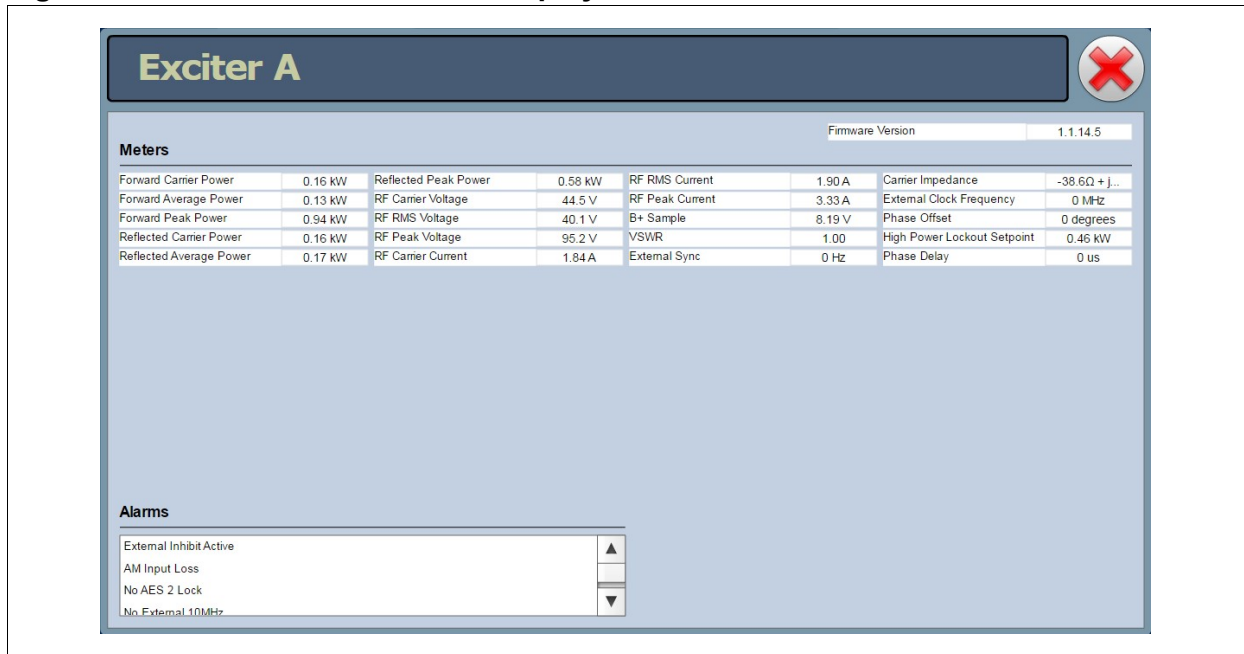 Exciter A
Firmware Version 1.1.14.5
Meters
Forward Carrier Power 0.16 kW Reflected Peak Power 0.58 kW RF RMS Current 1.90 A Carrier Impedance -38.6Ω + j...
Forward Average Power 0.13 kW RF Carrier Voltage 44.5 V RF Peak Current 3.33 A External Clock Frequency 0 MHz
Forward Peak Power 0.94 kW RF RMS Voltage 40.1 V B+ Sample 8.19 V Phase Offset 0 degrees
Reflected Carrier Power 0.16 kW RF Peak Voltage 95.2 V VSWR 1.00 High Power Lockout Setpoint 0.46 kW
Reflected Average Power 0.17 kW RF Carrier Current 1.84 A External Sync 0 Hz Phase Delay 0 us
Alarms
External Inhibit Active
AM Input Loss
No AES 2 Lock
No External 10MHz